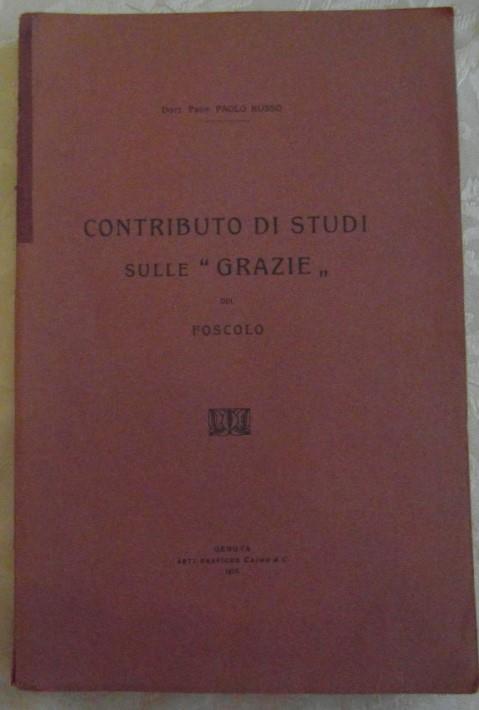 Dott. Prof. PAOLO RUSSO
CONTRIBUTO DI STUDI
SULLE “ GRAZIE „
DEL
FOSCOLO
GENOVA
ARTI GRAFICHE CAIMO & C.